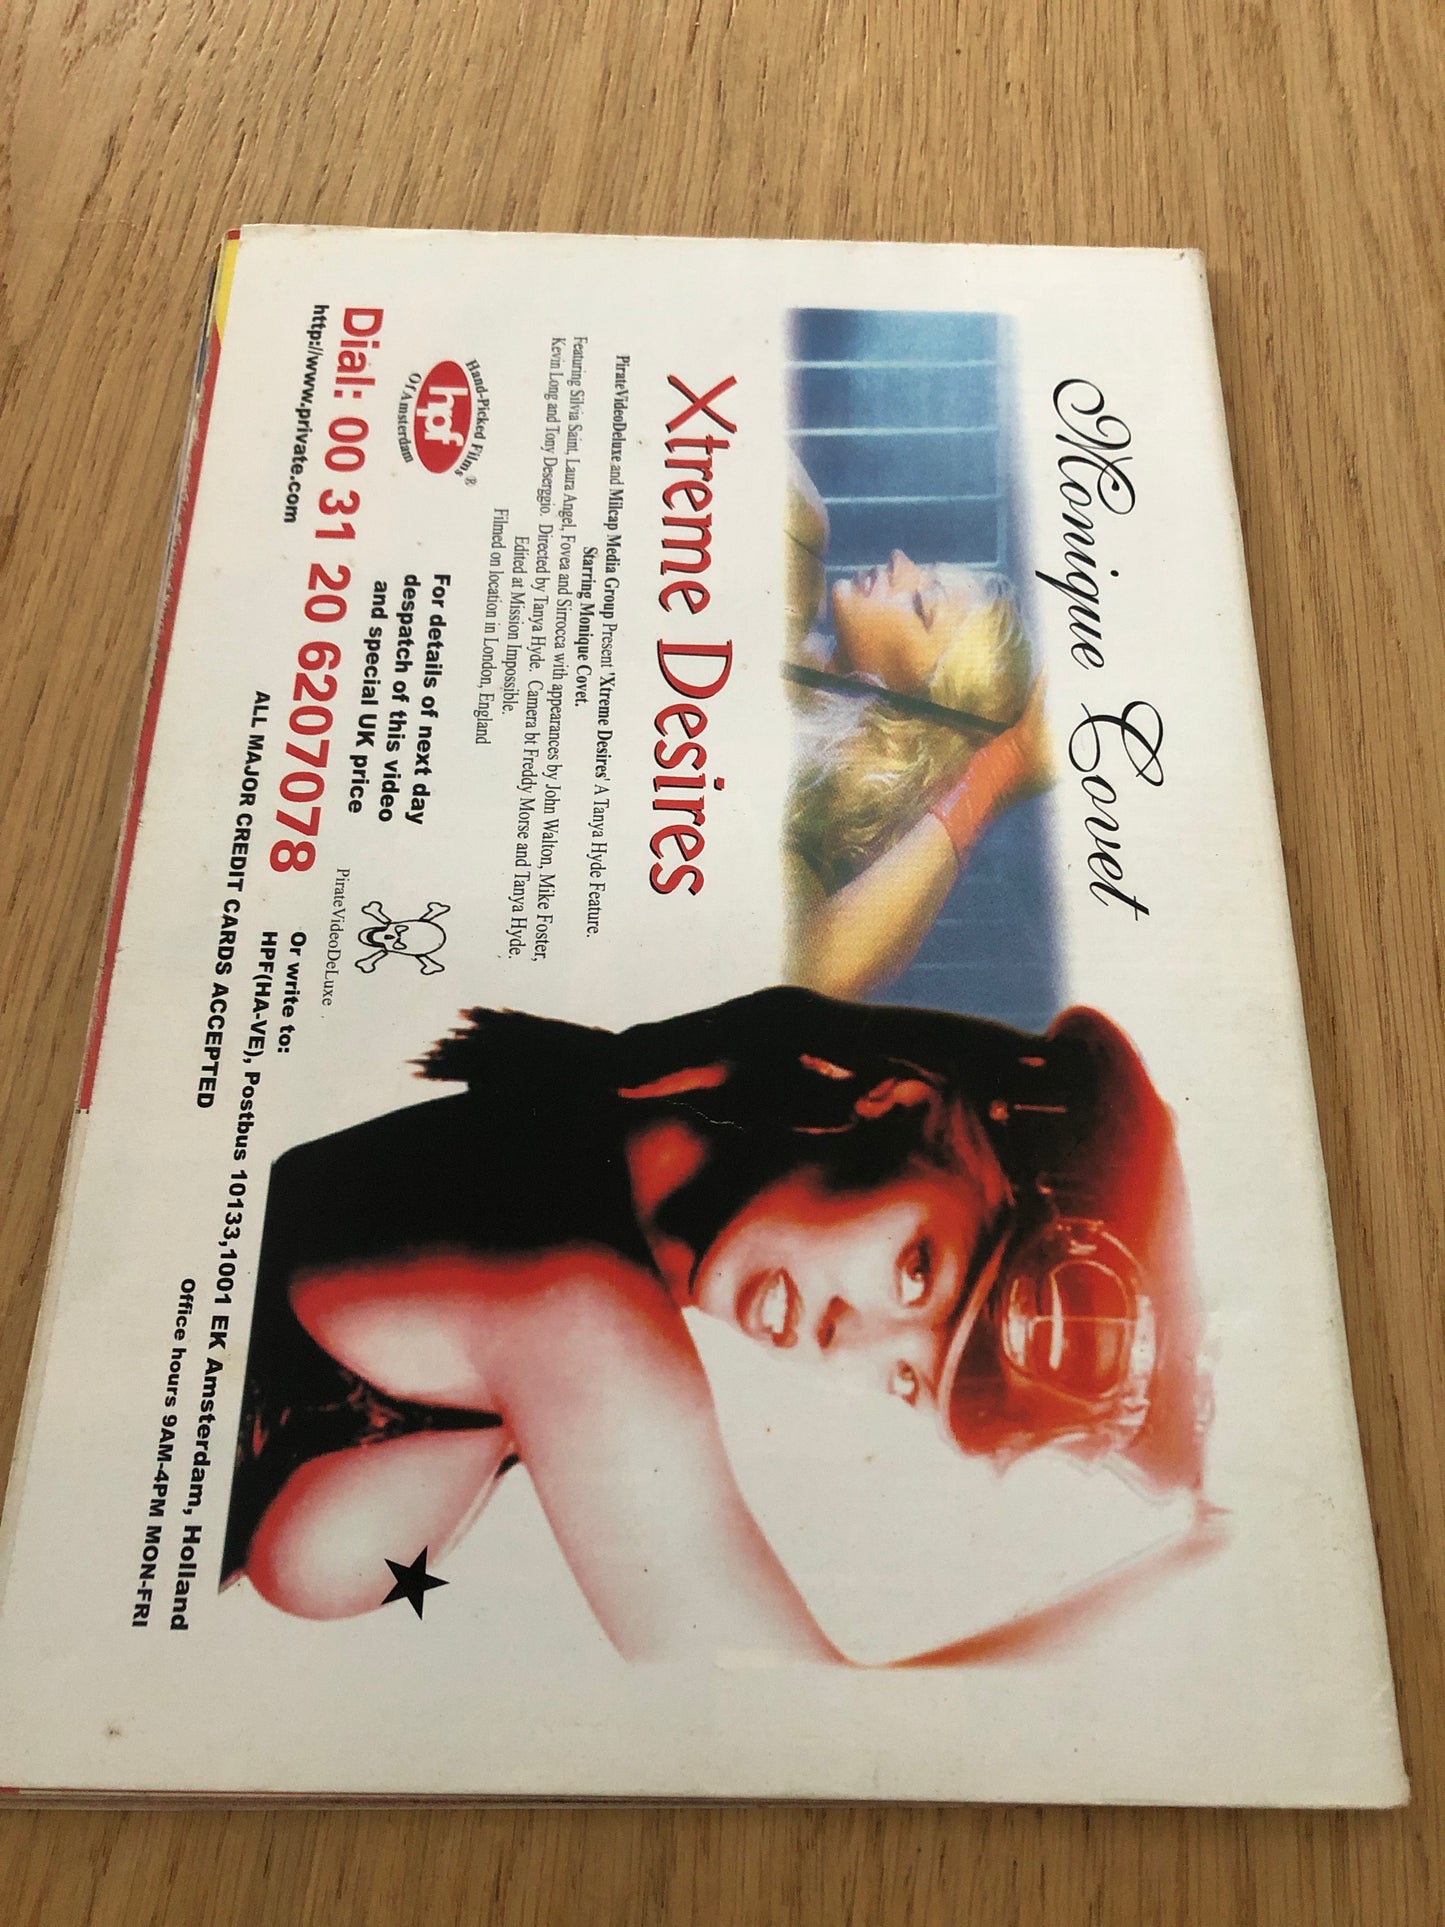 Monique Covet
Xtreme Desires
PirateVideoDeluxe and Milcap Media Group Present 'Xtreme Desires' A Tanya Hyde Feature.
Starring Monique Covet.
Featuring Silvia Saint, Laura Angel, Fovea and Sirrocca with appearances by John Walton, Mike Foster,
Kevin Long and Tony Deserggio. Directed by Tanya Hyde. Camera bt Freddy Morse and Tanya Hyde.
Edited at Mission Impossible.
Filmed on location in London, England
Hand-Picked Films®
hpf
Of Amsterdam
For details of next day
despatch of this video
and special UK price
PirateVideoDeLuxe
Dial: 00 31 20 6207078
http://www.private.com
Or write to:
HPF(HA-VE), Postbus 10133,1001 EK Amsterdam, Holland
ALL MAJOR CREDIT CARDS ACCEPTED
Office hours 9AM-4PM MON-FRI